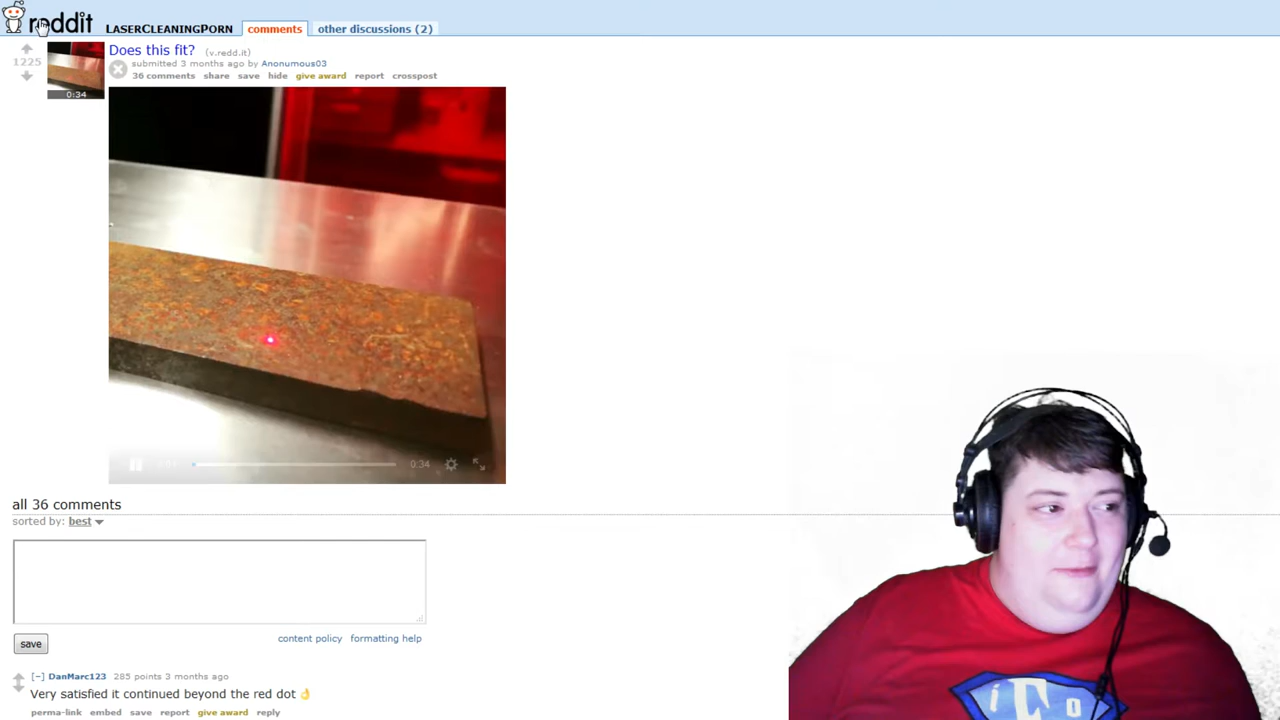 reddit LASERCLEANINGPORN comments other discussions (2)
Does this fit? (v.redd.it)
1225
submitted 3 months ago by Anonumous03
36 comments share save hide give award report crosspost
0:34
0:34
all 36 comments
sorted by: best
content policy formatting help
save
[–] DanMarc123 285 points 3 months ago
Very satisfied it continued beyond the red dot 👌
perma-link embed save report give award reply